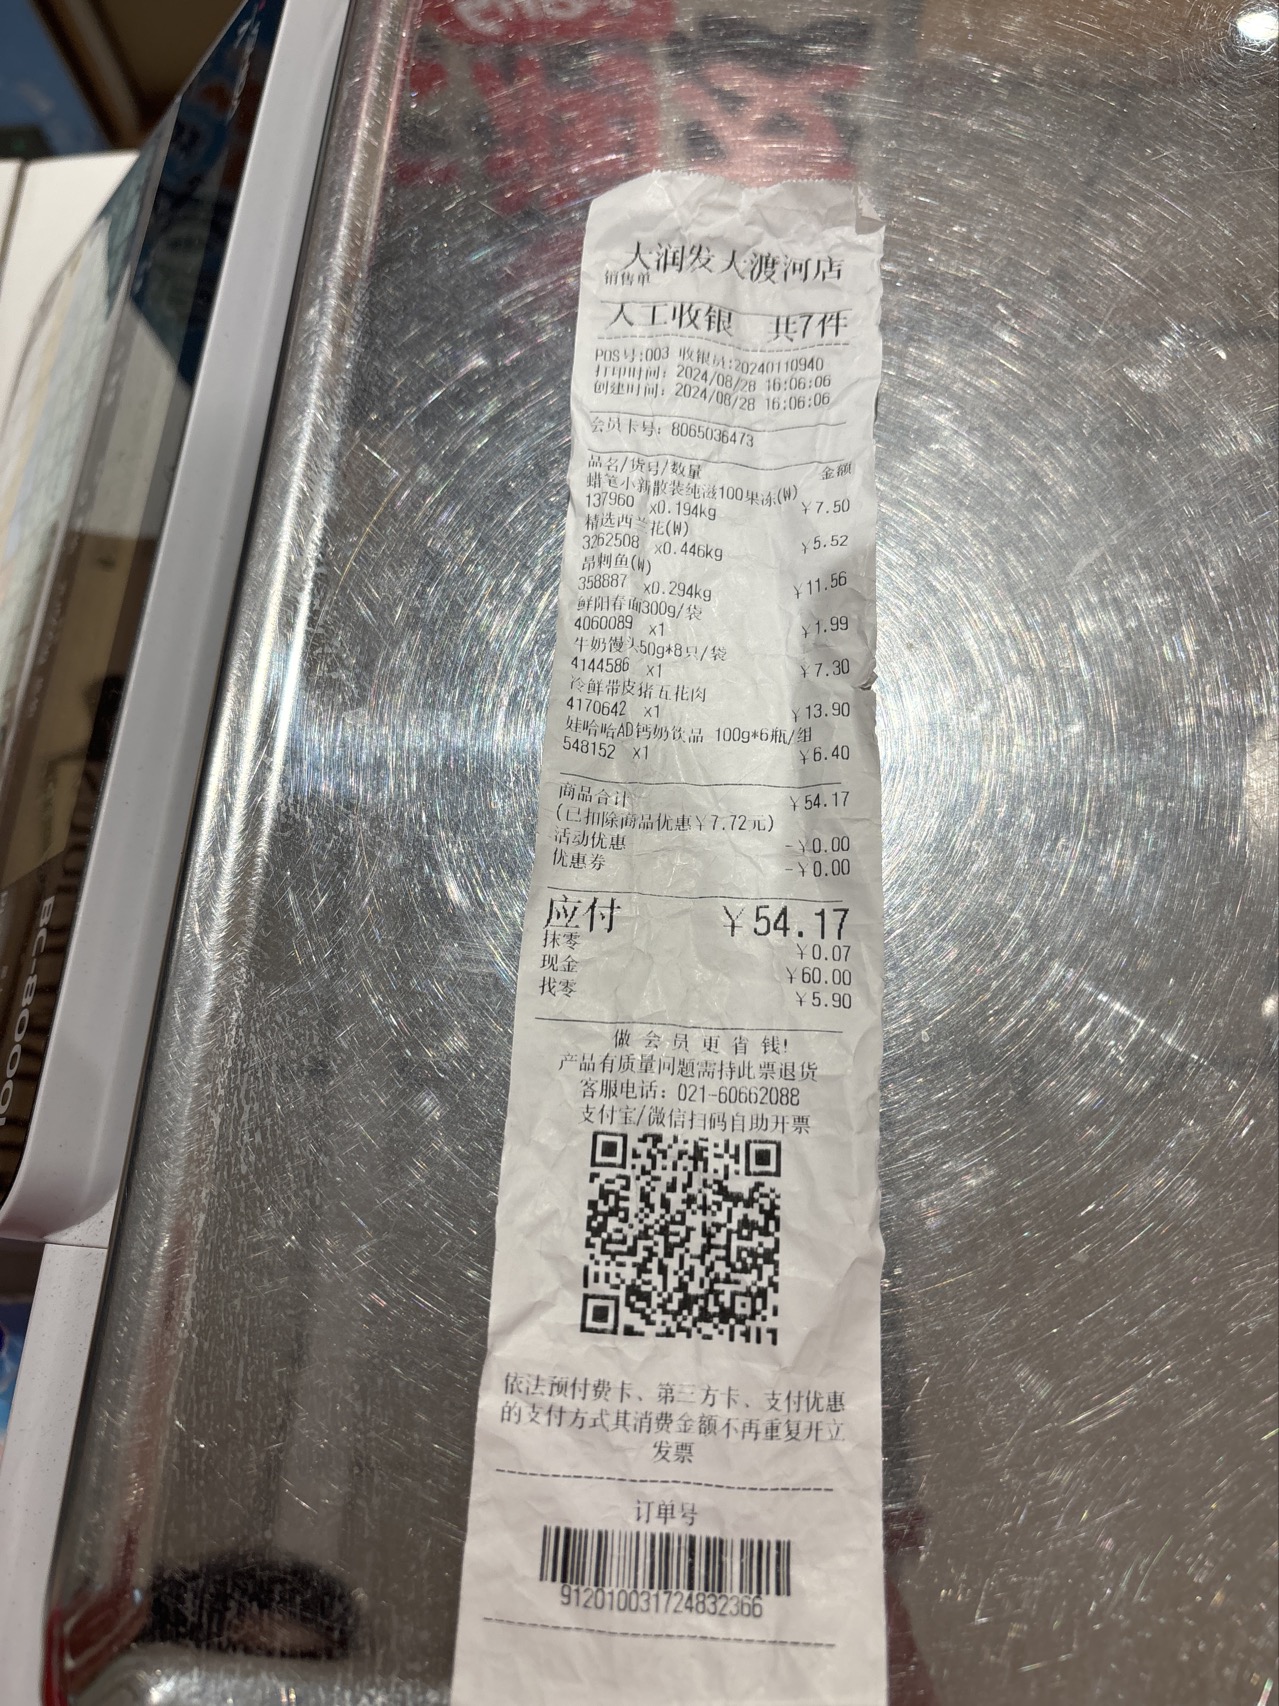 大润发大渡河店
销售单
人工收银 共7件
POS号:003 收银员:20240110940
打印时间: 2024/08/28 16:06:06
创建时间: 2024/08/28 16:06:06
会员卡号: 8065036473
品名/货号/数量 金额
蜡笔小新散装纯液100果冻(W)
137960 x0.194kg ¥7.50
精选西兰花(W)
3262508 x0.446kg ¥5.52
昂刺鱼(W)
358887 x0.294kg ¥11.56
鲜阳春面300g/袋
4060089 x1 ¥1.99
牛奶馒头50g*8只/袋
4144586 x1 ¥7.30
冷鲜带皮猪五花肉
4170642 x1 ¥13.90
娃哈哈AD钙奶饮品 100g*6瓶/组
548152 x1 ¥6.40
商品合计 ¥54.17
(已扣除商品优惠¥7.72元)
活动优惠 -¥0.00
优惠券 -¥0.00
应付 ¥54.17
抹零 ¥0.07
现金 ¥60.00
找零 ¥5.90
做会员更省钱!
产品有质量问题需持此票退货
客服电话: 021-60662088
支付宝/微信扫码自助开票
依法预付费卡、第三方卡、支付优惠
的支付方式其消费金额不再重复开立
发票
订单号
912010031724832366